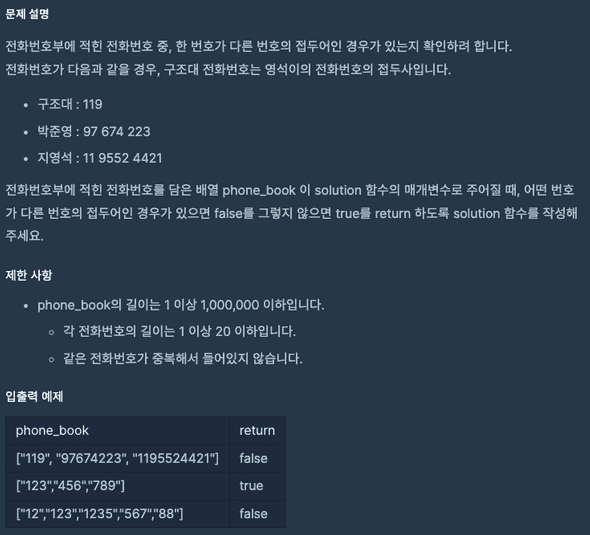 문제 설명
전화번호부에 적힌 전화번호 중, 한 번호가 다른 번호의 접두어인 경우가 있는지 확인하려 합니다.
전화번호가 다음과 같을 경우, 구조대 전화번호는 영석이의 전화번호의 접두사입니다.
구조대 : 119
박준영 : 97 674 223
지영석 : 11 9552 4421
전화번호부에 적힌 전화번호를 담은 배열 phone_book 이 solution 함수의 매개변수로 주어질 때, 어떤 번호
가 다른 번호의 접두어인 경우가 있으면 false를 그렇지 않으면 true를 return 하도록 solution 함수를 작성해
주세요.
제한 사항
phone_book의 길이는 1 이상 1,000,000 이하입니다.
각 전화번호의 길이는 1 이상 20 이하입니다.
같은 전화번호가 중복해서 들어있지 않습니다.
입출력 예제
phone_book return
["119", "97674223", "1195524421"] false
["123","456","789"] true
["12","123","1235","567","88"] false